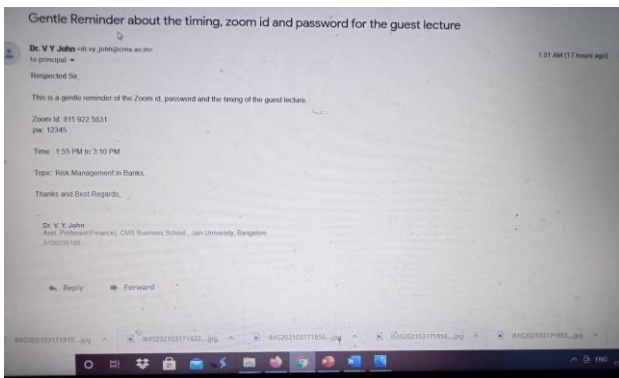 Gentle Reminder about the timing, zoom id and password for the guest lecture
Dr. V Y John
1:31 AM (17 hours ago)
to principal
Respected Sir,
This is a gentle reminder of the Zoom id, password and the timing of the guest lecture.
Zoom Id: 811 922 5831
pw: 12345
Time: 1:55 PM to 3:10 PM.
Topic: Risk Management in Banks.
Thanks and Best Regards,
Dr. V. Y. John
Asst. Professor(Finance), CMS Business School, Jain University, Bangalore
Reply
Forward
ENG